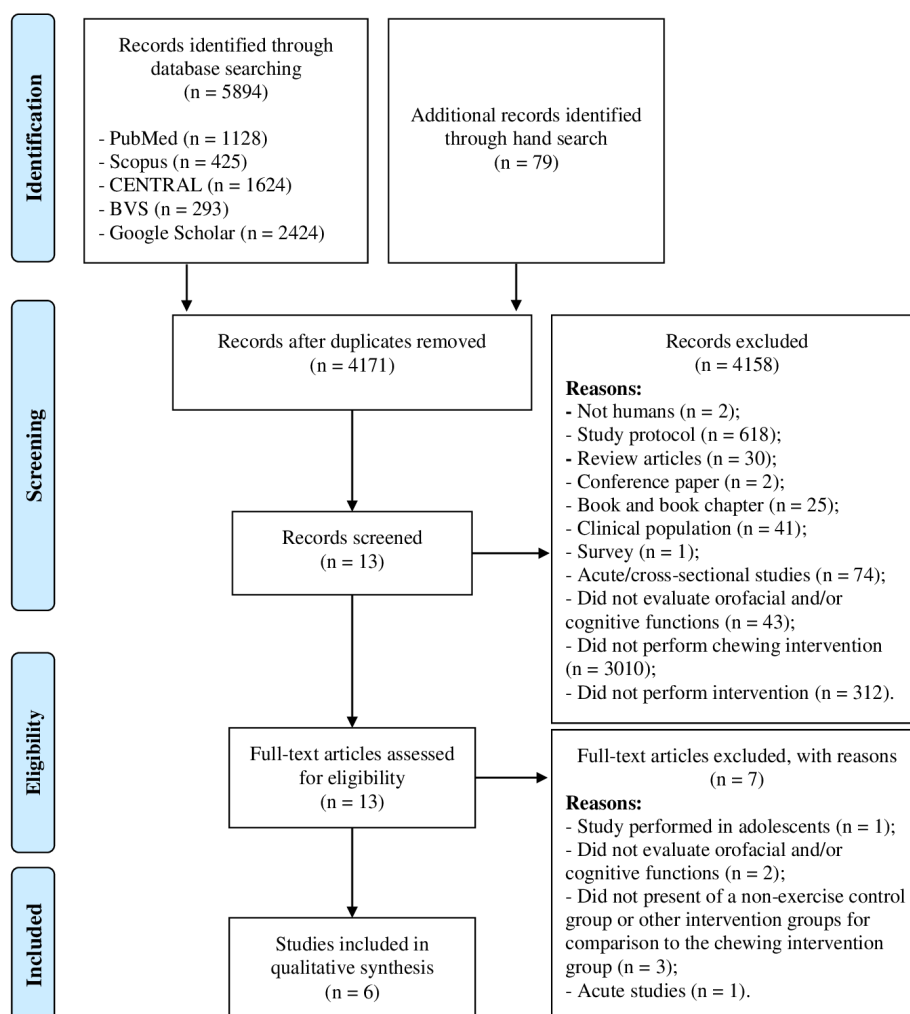 Identification
Records identified through
database searching
(n = 5894)
- PubMed (n = 1128)
- Scopus (n = 425)
- CENTRAL (n = 1624)
- BVS (n = 293)
- Google Scholar (n = 2424)
Additional records identified
through hand search
(n = 79)
Screening
Records after duplicates removed
(n = 4171)
Records excluded
(n = 4158)
Reasons:
- Not humans (n = 2);
- Study protocol (n = 618);
- Review articles (n = 30);
- Conference paper (n = 2);
- Book and book chapter (n = 25);
- Clinical population (n = 41);
- Survey (n = 1);
- Acute/cross-sectional studies (n = 74);
- Did not evaluate orofacial and/or
cognitive functions (n = 43);
- Did not perform chewing intervention
(n = 3010);
- Did not perform intervention (n = 312).
Records screened
(n = 13)
Eligibility
Full-text articles assessed
for eligibility
(n = 13)
Full-text articles excluded, with reasons
(n = 7)
Reasons:
- Study performed in adolescents (n = 1);
- Did not evaluate orofacial and/or
cognitive functions (n = 2);
- Did not present of a non-exercise control
group or other intervention groups for
comparison to the chewing intervention
group (n = 3);
- Acute studies (n = 1).
Included
Studies included in
qualitative synthesis
(n = 6)